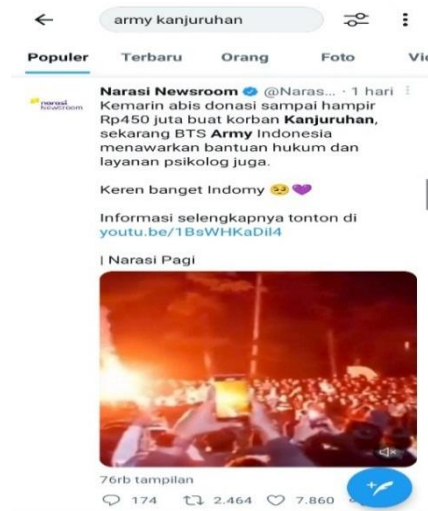 army kanjuruhan
Populer Terbaru Orang Foto Vi
narasi
Newsroom
Narasi Newsroom @Naras... · 1 hari
Kemarin abis donasi sampai hampir
Rp450 juta buat korban Kanjuruhan,
sekarang BTS Army Indonesia
menawarkan bantuan hukum dan
layanan psikolog juga.
Keren banget Indomy 🥺💜
Informasi selengkapnya tonton di
youtu.be/1BsWHKaDil4
| Narasi Pagi
76rb tampilan
174 2.464 7.860